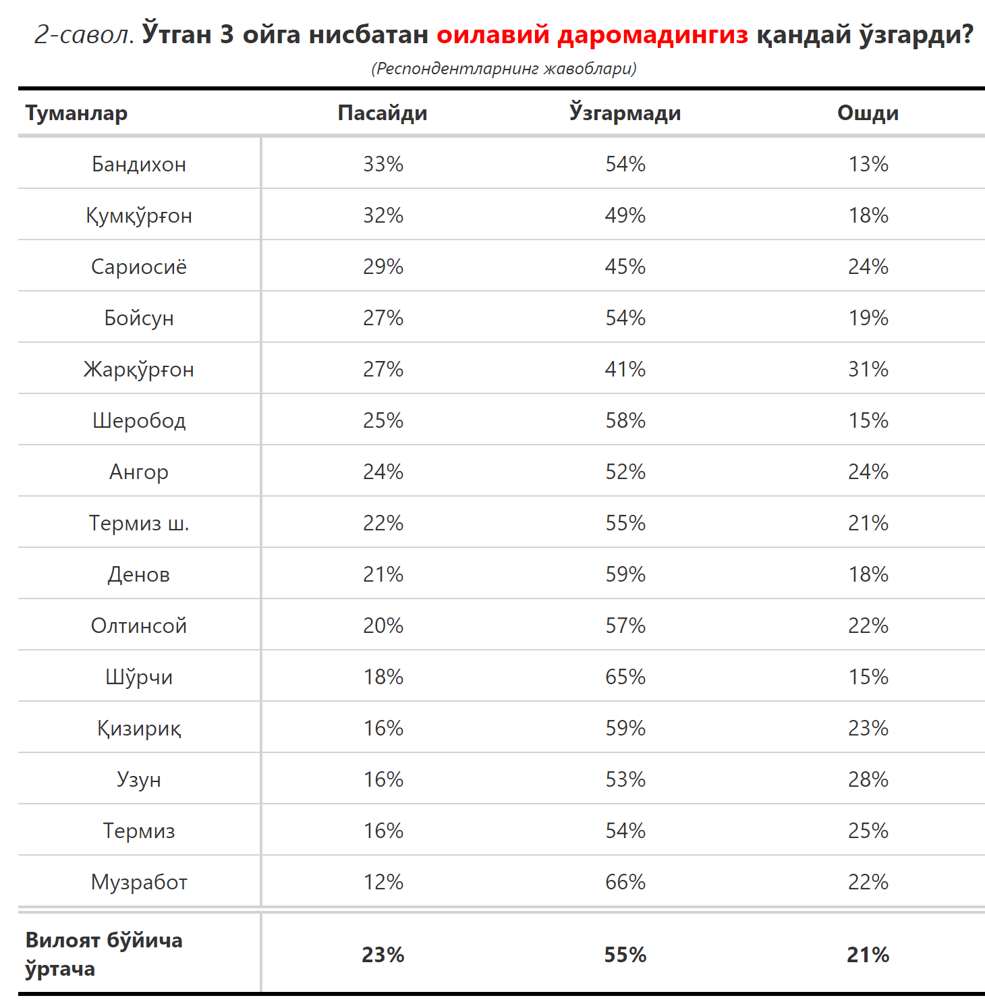 2-савол. Ўтган 3 ойга нисбатан оилавий даромадингиз қандай ўзгарди?
(Респондентларнинг жавоблари)
Туманлар Пасайди Ўзгармади Ошди
Бандихон 33% 54% 13%
Қумқўрғон 32% 49% 18%
Сариосиё 29% 45% 24%
Бойсун 27% 54% 19%
Жарқўрғон 27% 41% 31%
Шеробод 25% 58% 15%
Ангор 24% 52% 24%
Термиз ш. 22% 55% 21%
Денов 21% 59% 18%
Олтинсой 20% 57% 22%
Шўрчи 18% 65% 15%
Қизириқ 16% 59% 23%
Узун 16% 53% 28%
Термиз 16% 54% 25%
Музработ 12% 66% 22%
Вилоят бўйича
ўртача 23% 55% 21%